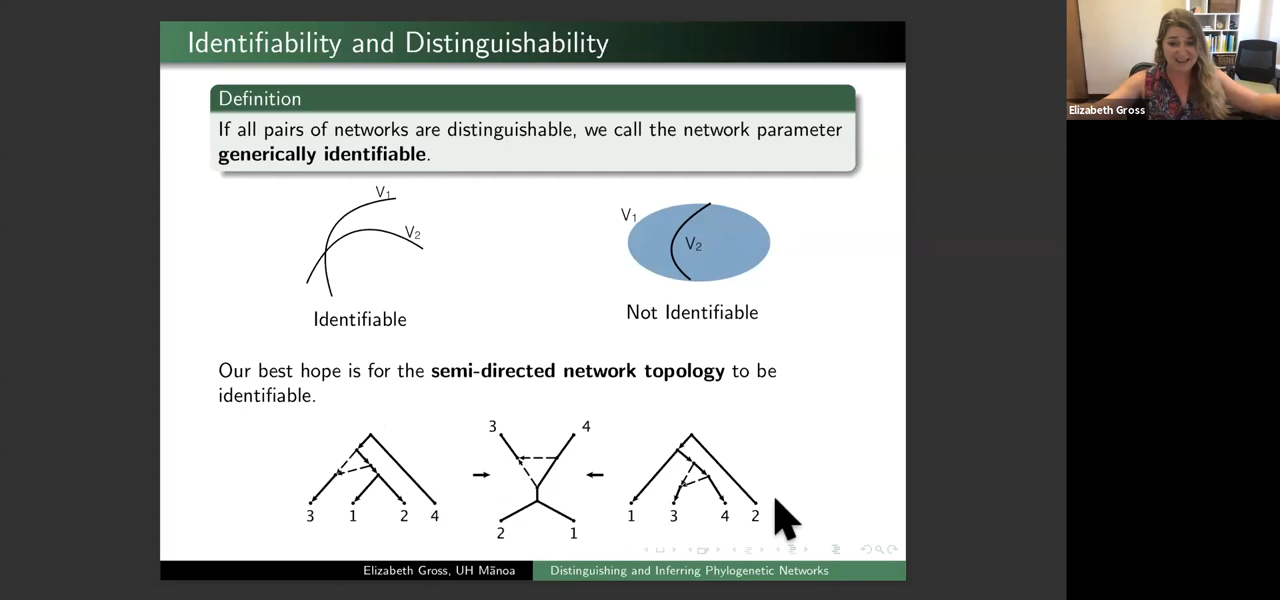 Identifiability and Distinguishability
Definition
If all pairs of networks are distinguishable, we call the network parameter
generically identifiable.
V1
V2
Identifiable
V1
V2
Not Identifiable
Our best hope is for the semi-directed network topology to be
identifiable.
3 1 2 4
3 4
2 1
1 3 4 2
Elizabeth Gross, UH Mānoa
Distinguishing and Inferring Phylogenetic Networks
Elizabeth Gross